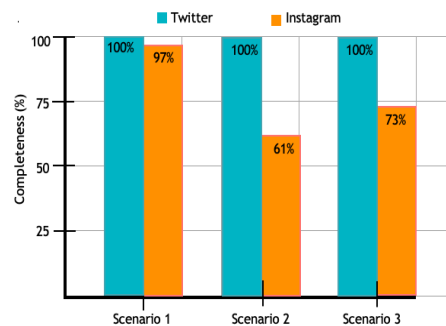 Twitter Instagram
100
75
50
25
Completeness (%)
100% 97%
100% 61%
100% 73%
Scenario 1 Scenario 2 Scenario 3